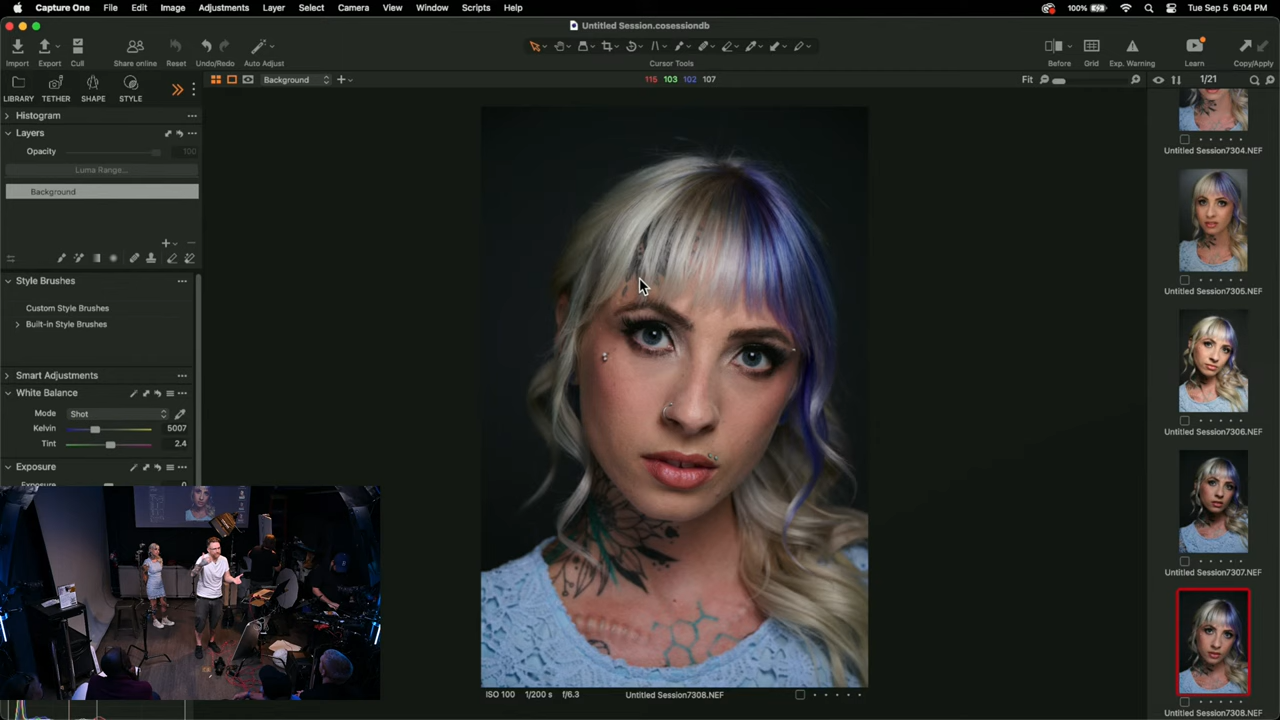 Capture One File Edit Image Adjustments Layer Select Camera View Window Scripts Help 100% Tue Sep 5 6:04 PM
Untitled Session.cosessiondb
Import Export Cull Share online Reset Undo/Redo Auto Adjust Cursor Tools Before Grid Exp. Warning Learn Copy/Apply
LIBRARY TETHER SHAPE STYLE
Background
115 103 102 107
Fit
1/21
Histogram
Layers
Opacity 100
Luma Range...
Background
Style Brushes
Custom Style Brushes
Built-in Style Brushes
Smart Adjustments
White Balance
Mode Shot
Kelvin 5007
Tint 2.4
Exposure
0
ISO 100 1/200 s f/6.3 Untitled Session7308.NEF
Untitled Session7304.NEF
Untitled Session7305.NEF
Untitled Session7306.NEF
Untitled Session7307.NEF
Untitled Session7308.NEF